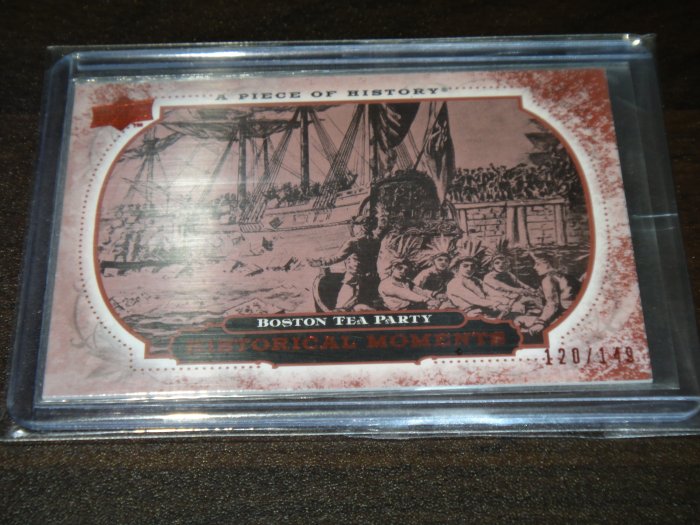 A PIECE OF HISTORY®
BOSTON TEA PARTY
HISTORICAL MOMENTS
120/149